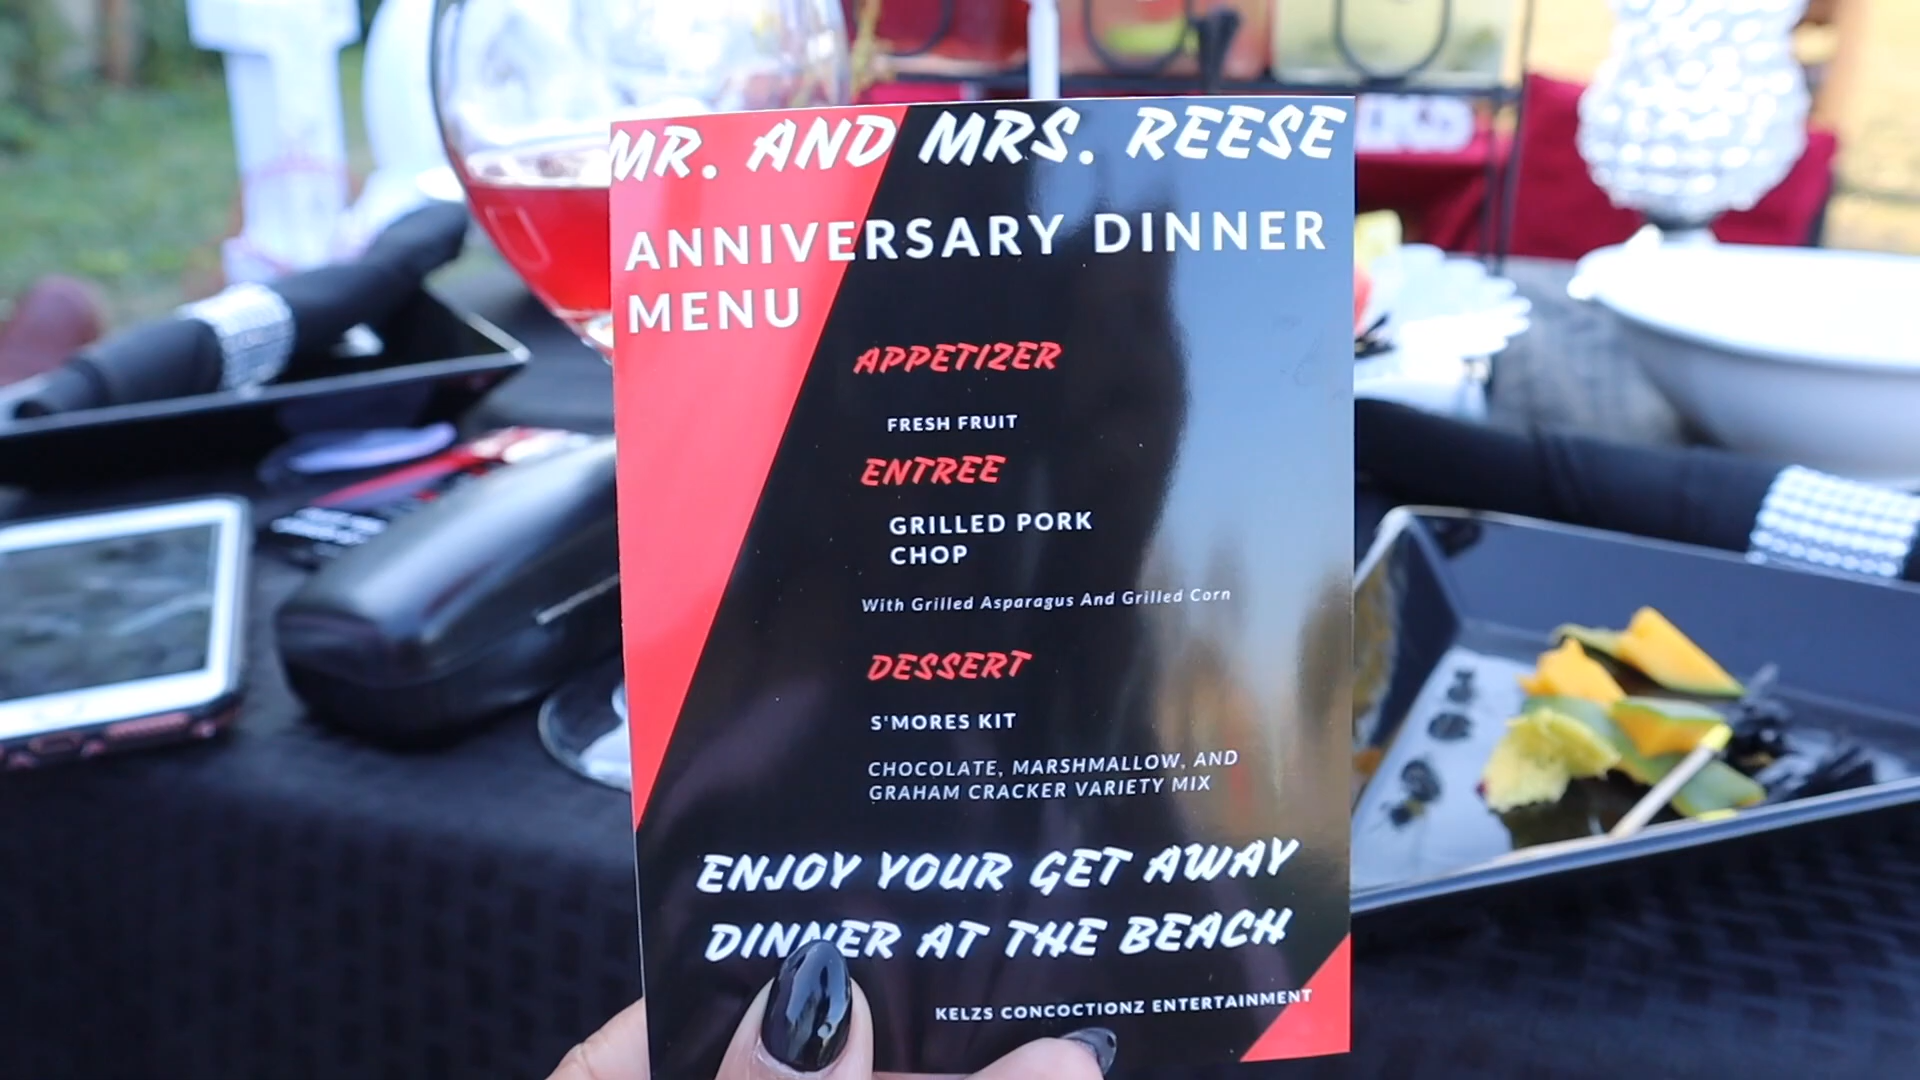 MR. AND MRS. REESE
ANNIVERSARY DINNER
MENU
APPETIZER
FRESH FRUIT
ENTREE
GRILLED PORK
CHOP
With Grilled Asparagus And Grilled Corn
DESSERT
S'MORES KIT
CHOCOLATE, MARSHMALLOW, AND
GRAHAM CRACKER VARIETY MIX
ENJOY YOUR GET AWAY
DINNER AT THE BEACH
KELZS CONCOCTIONZ ENTERTAINMENT